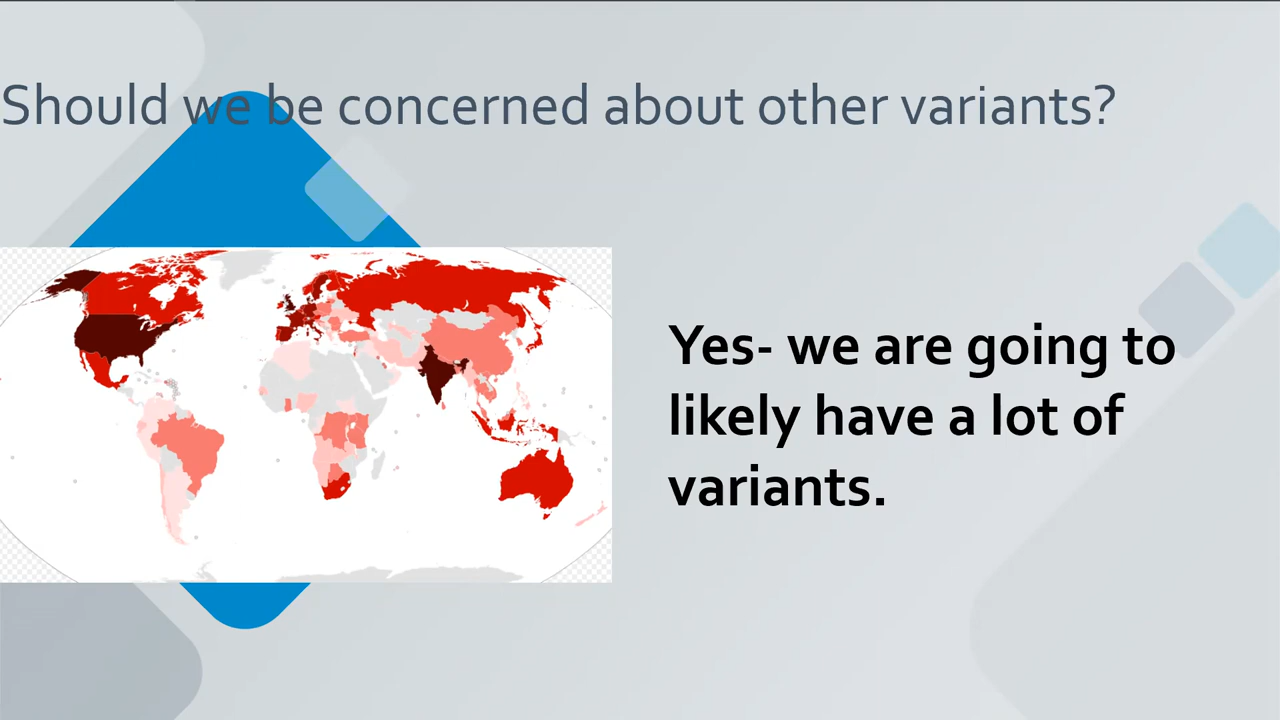 Should we be concerned about other variants?
Yes- we are going to
likely have a lot of
variants.